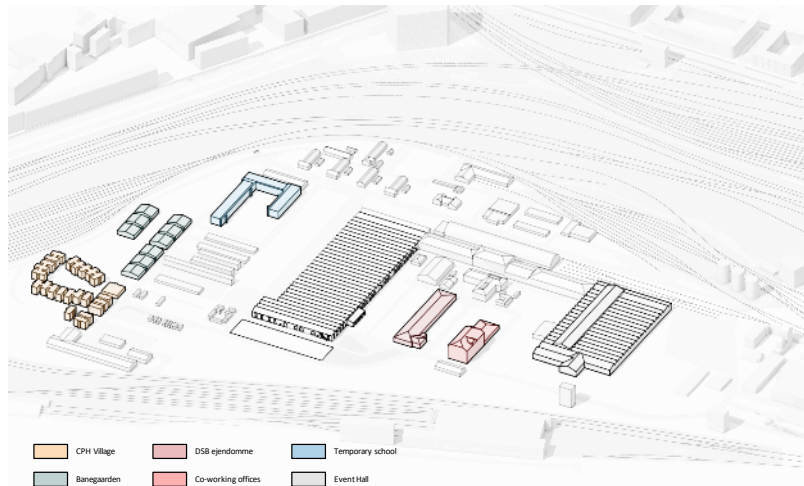 CPH Village
DSB ejendomme
Temporary school
Banegaarden
Co-working offices
Event Hall